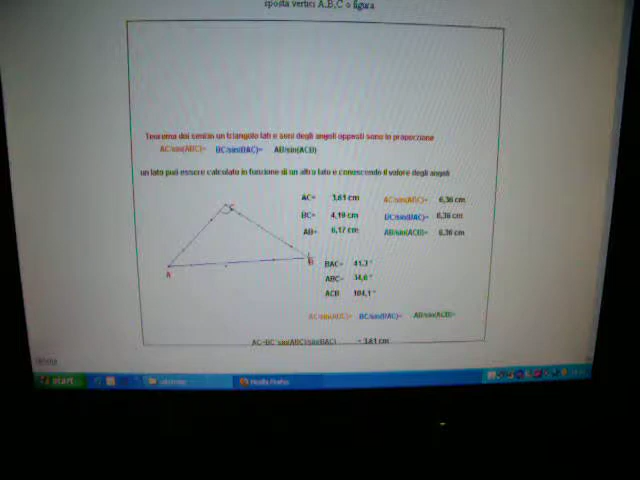 sposta vertici A,B,C o figura
Teorema dei seni:in un triangolo lati e seni degli angoli opposti sono in proporzione
AC/sin(ABC)= BC/sin(BAC)= AB/sin(ACB)
un lato può essere calcolato in funzione di un altro lato e conoscendo il valore degli angoli
AC= 3,61 cm AC/sin(ABC)= 6,36 cm
BC= 4,19 cm BC/sin(BAC)= 6,36 cm
AB= 6,17 cm AB/sin(ACB)= 6,36 cm
C
A
B
BAC= 41,3 °
ABC= 34,6 °
ACB 104,1 °
AC/sin(ABC)= BC/sin(BAC)= AB/sin(ACB)=
AC=BC*sin(ABC)/sin(BAC) = 3,61 cm
start Mozilla Firefox